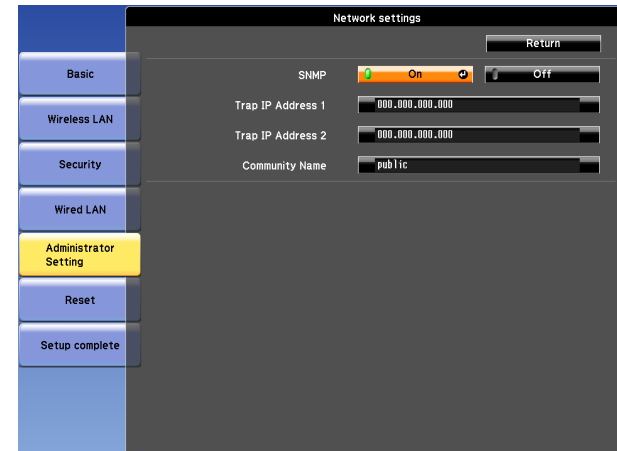 Network settings
Return
Basic
SNMP
On
Off
Trap IP Address 1
000.000.000.000
Wireless LAN
Trap IP Address 2
000.000.000.000
Security
Community Name
public
Wired LAN
Administrator
Setting
Reset
Setup complete